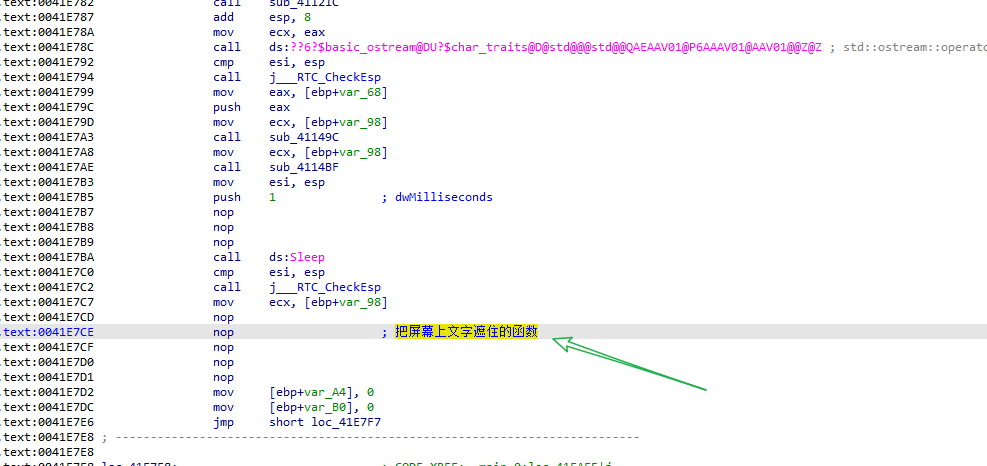 .text:0041E782 call sub_41121C
.text:0041E787 add esp, 8
.text:0041E78A mov ecx, eax
.text:0041E78C call ds:??6?$basic_ostream@DU?$char_traits@D@std@@@std@@QAEAAV01@P6AAAV01@AAV01@@Z@Z ; std::ostream::operato
.text:0041E792 cmp esi, esp
.text:0041E794 call j___RTC_CheckEsp
.text:0041E799 mov eax, [ebp+var_68]
.text:0041E79C push eax
.text:0041E79D mov ecx, [ebp+var_98]
.text:0041E7A3 call sub_41149C
.text:0041E7A8 mov ecx, [ebp+var_98]
.text:0041E7AE call sub_4114BF
.text:0041E7B3 mov esi, esp
.text:0041E7B5 push 1 ; dwMilliseconds
.text:0041E7B7 nop
.text:0041E7B8 nop
.text:0041E7B9 nop
.text:0041E7BA call ds:Sleep
.text:0041E7C0 cmp esi, esp
.text:0041E7C2 call j___RTC_CheckEsp
.text:0041E7C7 mov ecx, [ebp+var_98]
.text:0041E7CD nop
.text:0041E7CE nop ; 把屏幕上文字遮住的函数
.text:0041E7CF nop
.text:0041E7D0 nop
.text:0041E7D1 nop
.text:0041E7D2 mov [ebp+var_A4], 0
.text:0041E7DC mov [ebp+var_B0], 0
.text:0041E7E6 jmp short loc_41E7F7
.text:0041E7E8 ; ---------------------------------------------------------------------------
.text:0041E7E8